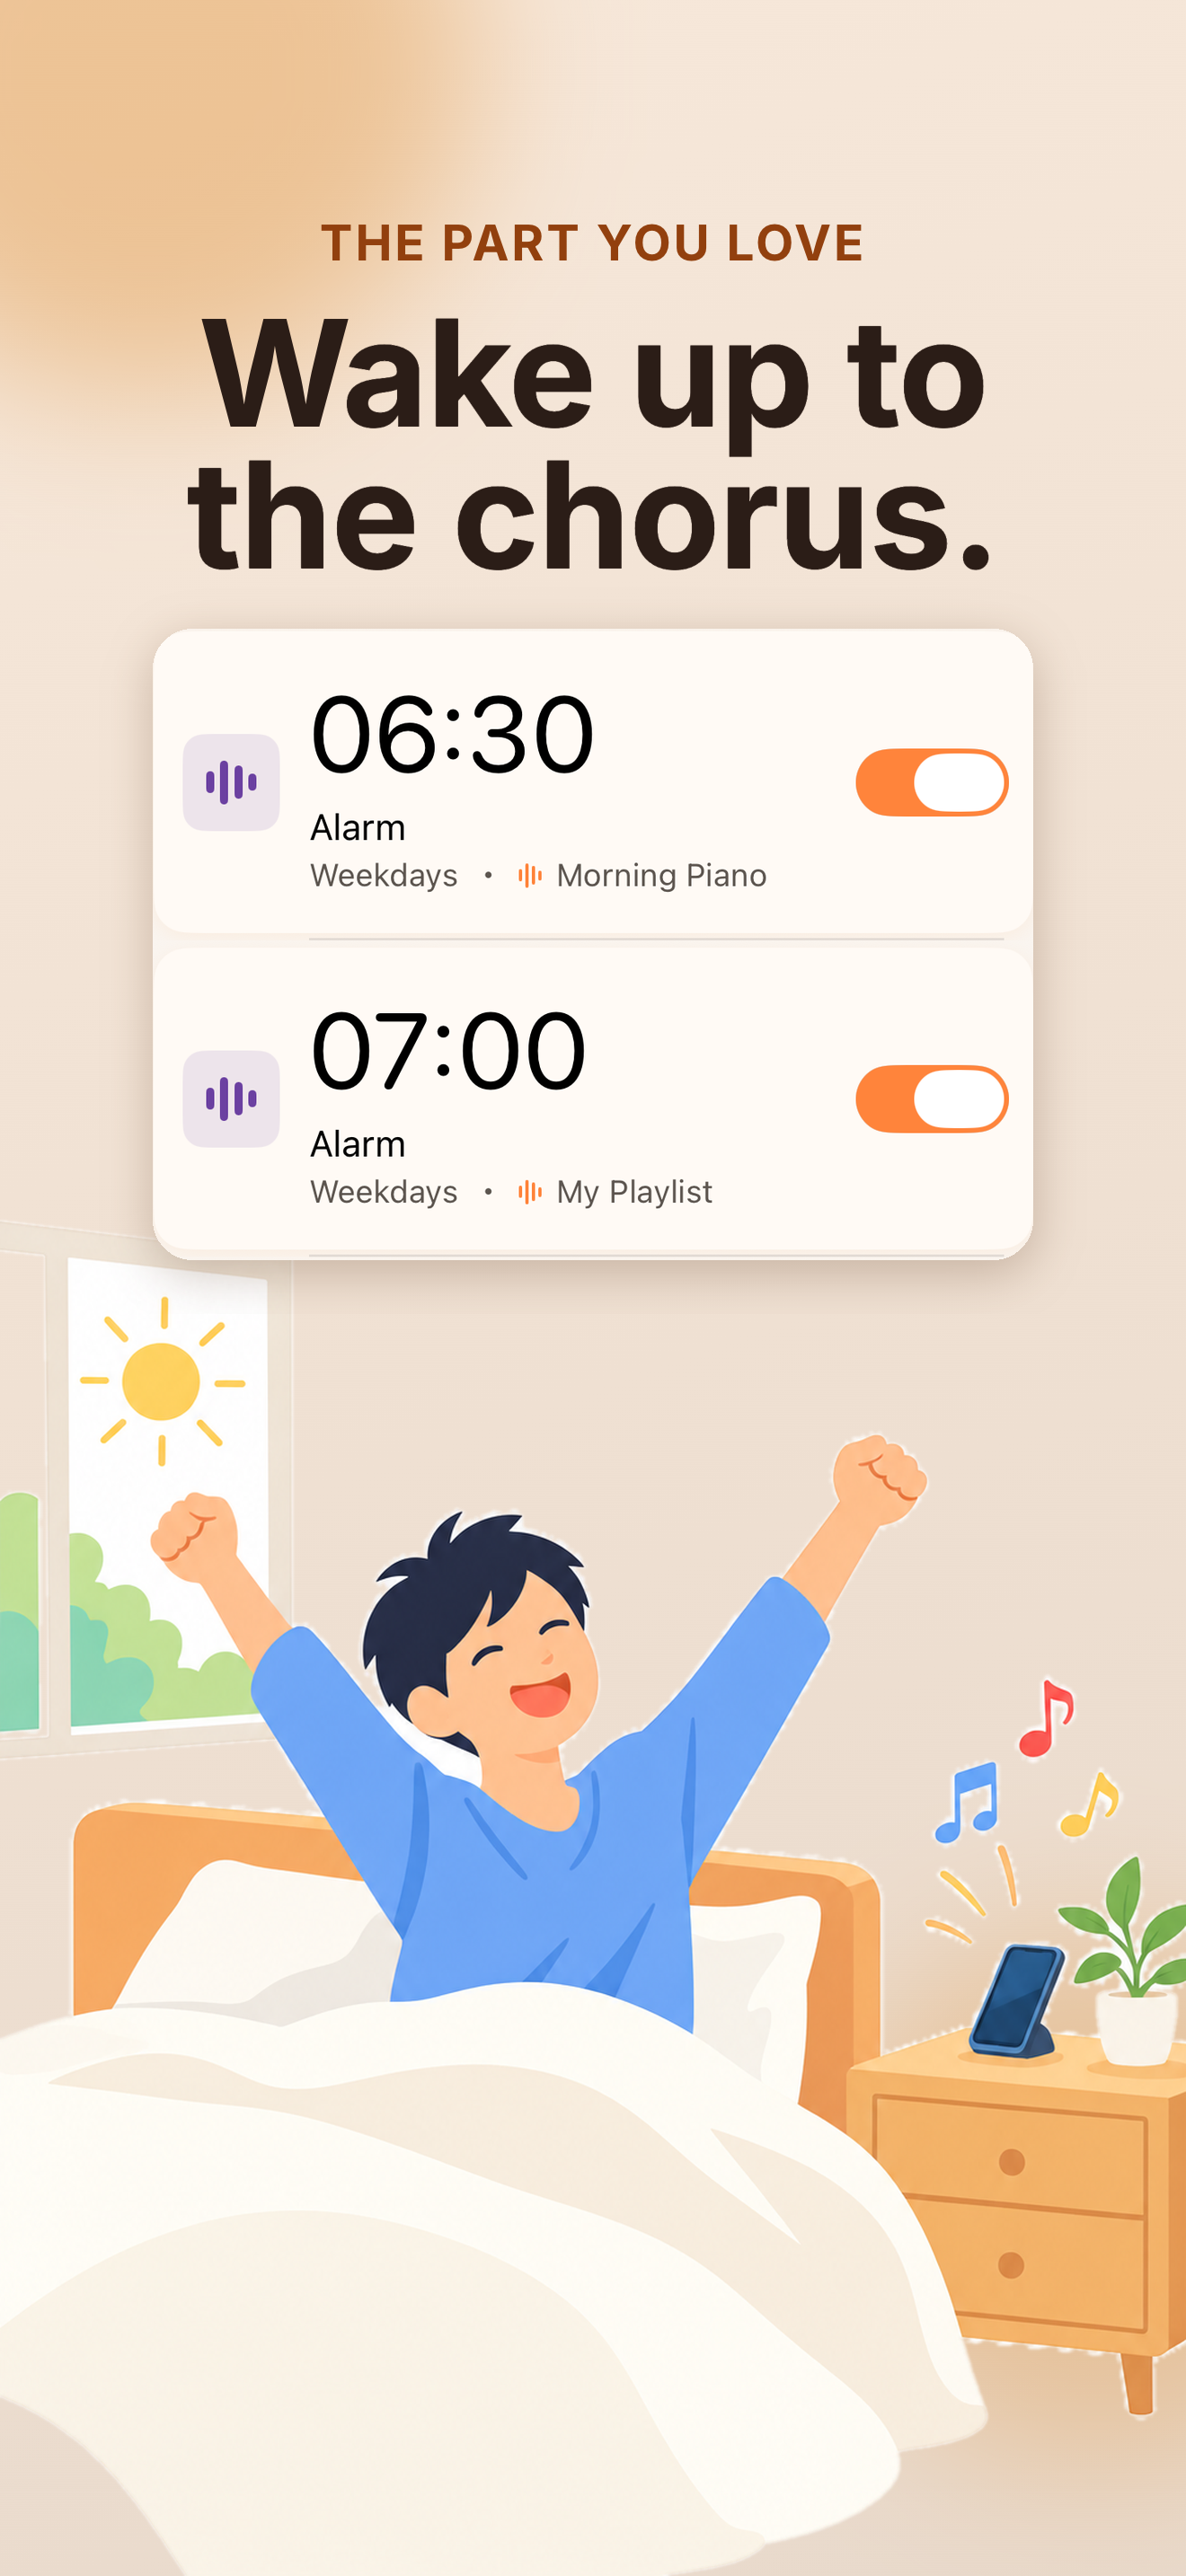 THE PART YOU LOVE
Wake up to
the chorus.
06:30
Alarm
Weekdays • Morning Piano
07:00
Alarm
Weekdays • My Playlist